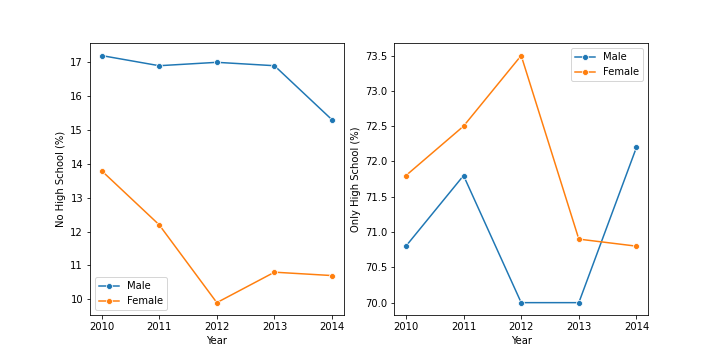 No High School (%)
17
16
15
14
13
12
11
10
Male
Female
2010 2011 2012 2013 2014
Year
Only High School (%)
73.5
73.0
72.5
72.0
71.5
71.0
70.5
70.0
Male
Female
2010 2011 2012 2013 2014
Year